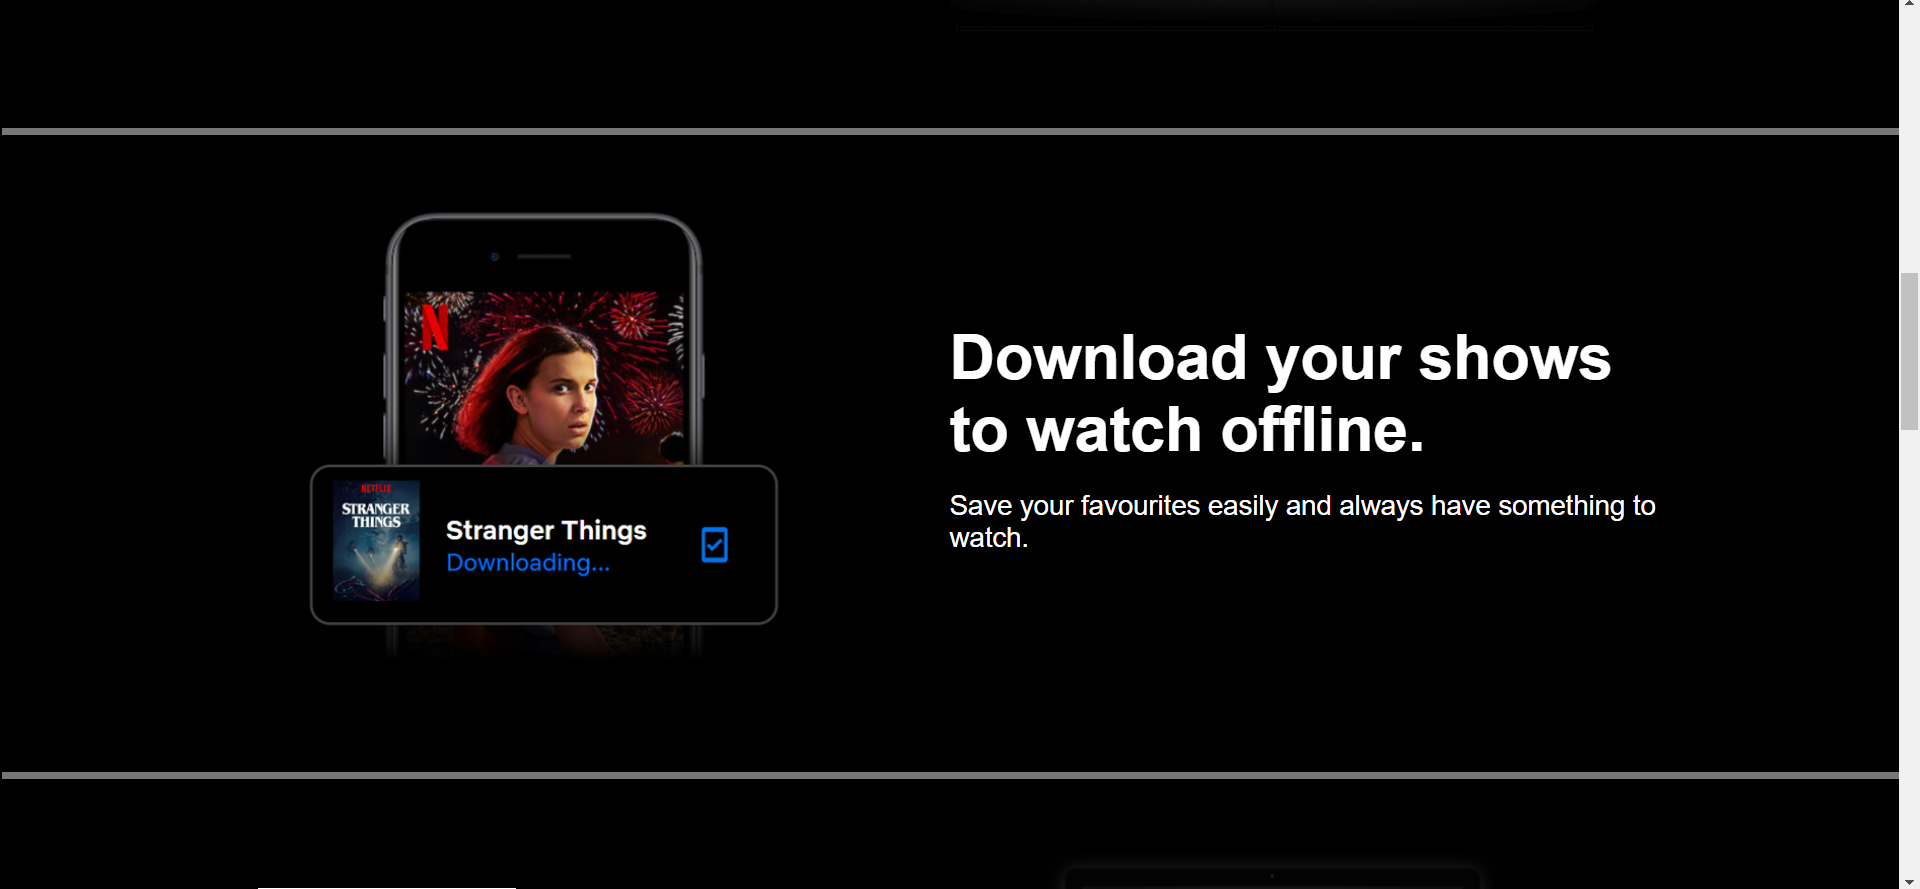 N
NETFLIX
STRANGER
THINGS
Stranger Things
Downloading...
Download your shows
to watch offline.
Save your favourites easily and always have something to
watch.